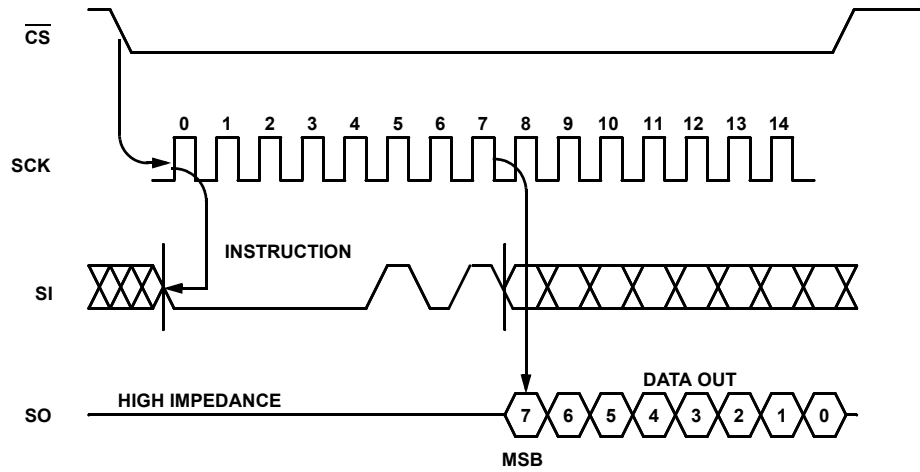 CS
0 1 2 3 4 5 6 7 8 9 10 11 12 13 14
SCK
INSTRUCTION
SI
DATA OUT
HIGH IMPEDANCE
SO
7 6 5 4 3 2 1 0
MSB